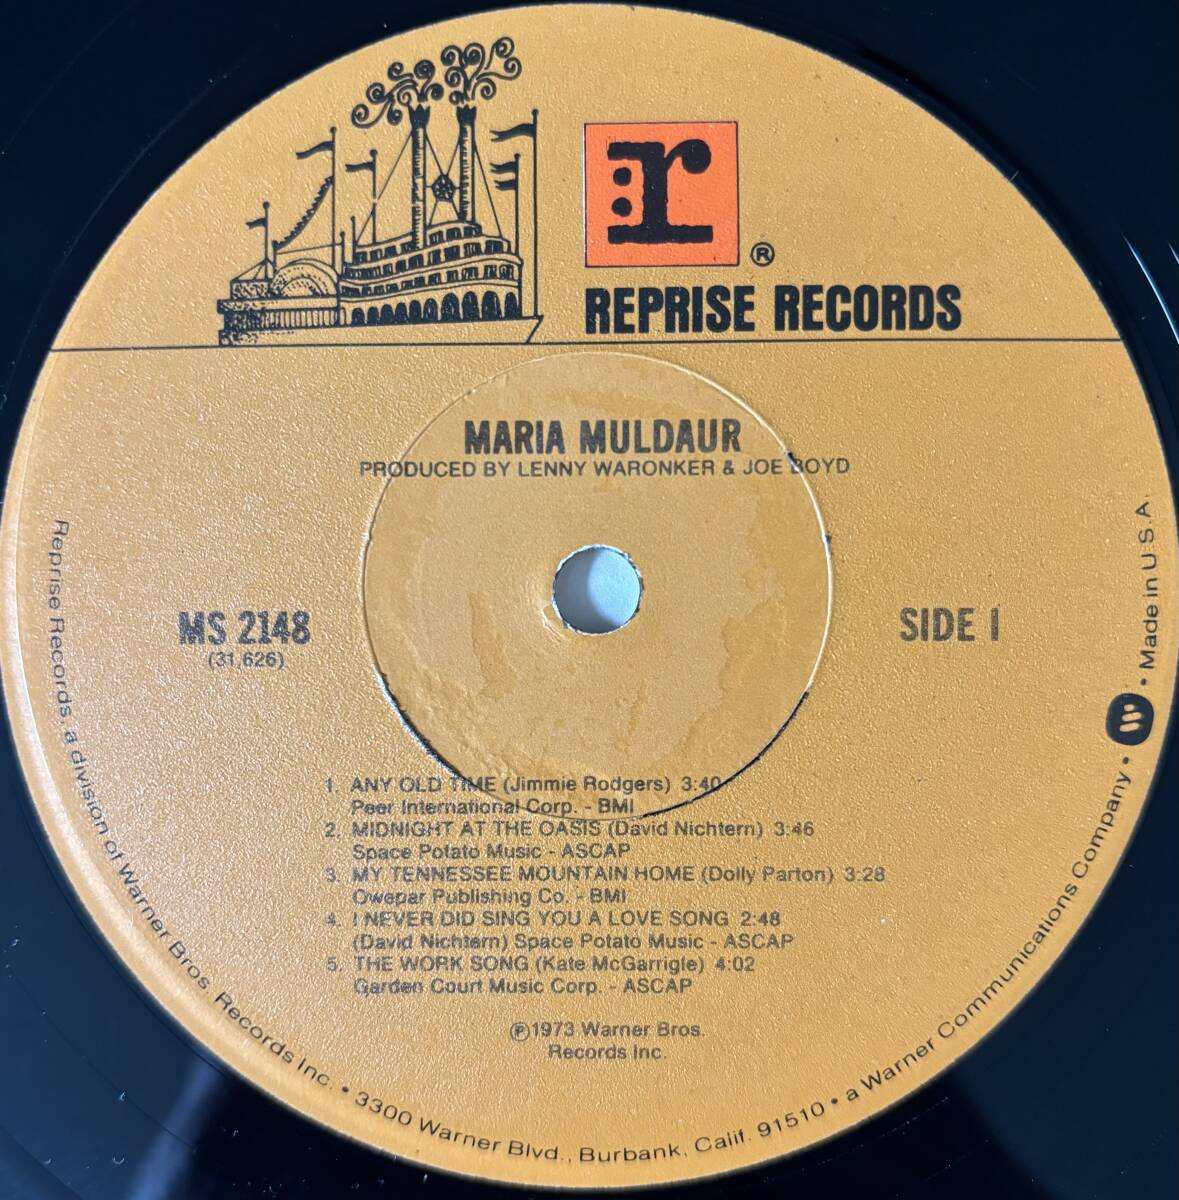 r
®
REPRISE RECORDS
MARIA MULDAUR
PRODUCED BY LENNY WARONKER & JOE BOYD
MS 2148
(31,626)
SIDE 1
1. ANY OLD TIME (Jimmie Rodgers) 3:40
Peer International Corp. - BMI
2. MIDNIGHT AT THE OASIS (David Nichtern) 3:46
Space Potato Music - ASCAP
3. MY TENNESSEE MOUNTAIN HOME (Dolly Parton) 3:28
Owepar Publishing Co. - BMI
4. I NEVER DID SING YOU A LOVE SONG 2:48
(David Nichtern) Space Potato Music - ASCAP
5. THE WORK SONG (Kate McGarrigle) 4:02
Garden Court Music Corp. - ASCAP
℗1973 Warner Bros.
Records Inc.
Reprise Records, a division of Warner Bros. Records Inc. • 3300 Warner Blvd., Burbank, Calif. 91510 • a Warner Communications Company • W • Made in U.S.A.